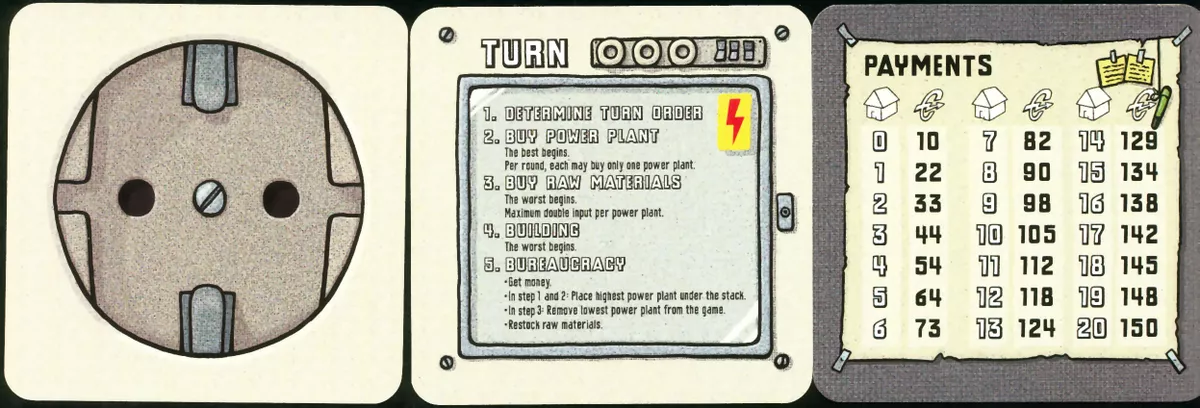 TURN
1. DETERMINE TURN ORDER
2. BUY POWER PLANT
The best begins.
Per round, each may buy only one power plant.
3. BUY RAW MATERIALS
The worst begins.
Maximum double input per power plant.
4. BUILDING
The worst begins.
5. BUREAUCRACY
•Get money.
•In step 1 and 2: Place highest power plant under the stack.
•In step 3: Remove lowest power plant from the game.
•Restock raw materials.
PAYMENTS
0 10 7 82 14 129
1 22 8 90 15 134
2 33 9 98 16 138
3 44 10 105 17 142
4 54 11 112 18 145
5 64 12 118 19 148
6 73 13 124 20 150